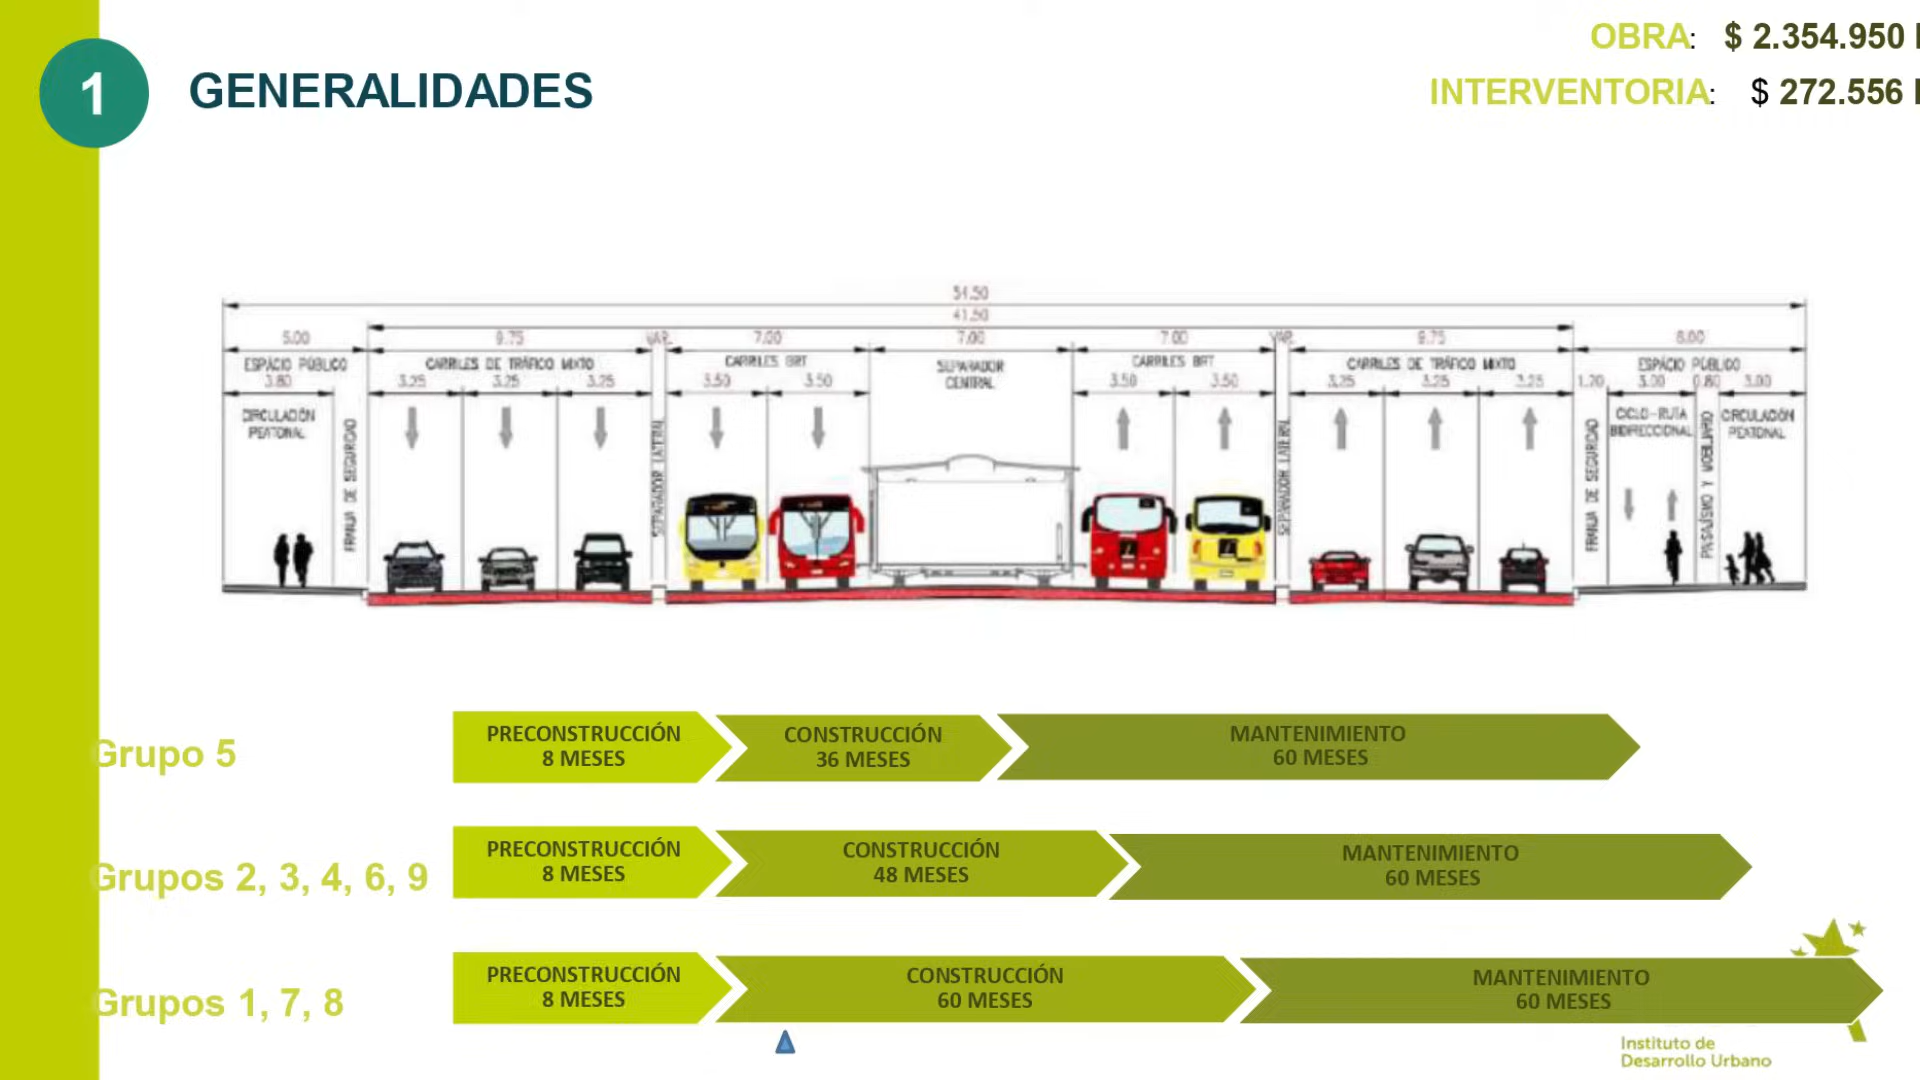 OBRA: $ 2.354.950
1
GENERALIDADES
INTERVENTORIA: $ 272.556
54.50
41.50
5.00 9.75 VAR. 7.00 7.00 7.00 VAR. 9.75 8.00
ESPACIO PÚBLICO CARRILES DE TRÁFICO MIXTO CARRILES BRT SEPARADOR CENTRAL CARRILES BRT CARRILES DE TRÁFICO MIXTO ESPACIO PÚBLICO
3.80 3.25 3.25 3.25 3.50 3.50 3.50 3.50 3.25 3.25 3.25 1.20 3.00 0.80 3.00
CIRCULACIÓN PEATONAL
FRANJA DE SEGURIDAD
SEPARADOR LATERAL
SEPARADOR LATERAL
FRANJA DE SEGURIDAD
CICLO-RUTA BIDIRECCIONAL
PAISAJISMO Y MOBILIARIO
CIRCULACIÓN PEATONAL
Grupo 5
PRECONSTRUCCIÓN
8 MESES
CONSTRUCCIÓN
36 MESES
MANTENIMIENTO
60 MESES
Grupos 2, 3, 4, 6, 9
PRECONSTRUCCIÓN
8 MESES
CONSTRUCCIÓN
48 MESES
MANTENIMIENTO
60 MESES
Grupos 1, 7, 8
PRECONSTRUCCIÓN
8 MESES
CONSTRUCCIÓN
60 MESES
MANTENIMIENTO
60 MESES
Instituto de
Desarrollo Urbano